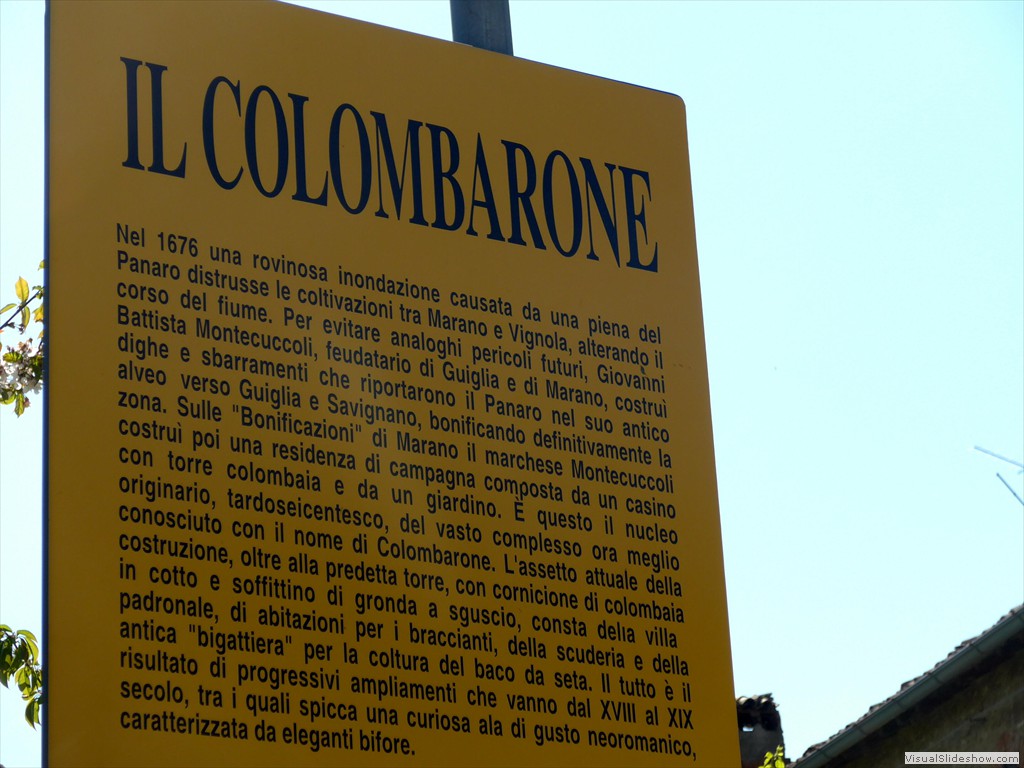 IL COLOMBARONE
Nel 1676 una rovinosa inondazione causata da una piena del
Panaro distrusse le coltivazioni tra Marano e Vignola, alterando il
corso del fiume. Per evitare analoghi pericoli futuri, Giovanni
Battista Montecuccoli, feudatario di Guiglia e di Marano, costruì
dighe e sbarramenti che riportarono il Panaro nel suo antico
alveo verso Guiglia e Savignano, bonificando definitivamente la
zona. Sulle "Bonificazioni" di Marano il marchese Montecuccoli
costruì poi una residenza di campagna composta da un casino
con torre colombaia e da un giardino. È questo il nucleo
originario, tardoseicentesco, del vasto complesso ora meglio
conosciuto con il nome di Colombarone. L'assetto attuale della
costruzione, oltre alla predetta torre, con cornicione di colombaia
in cotto e soffittino di gronda a sguscio, consta della villa
padronale, di abitazioni per i braccianti, della scuderia e della
antica "bigattiera" per la coltura del baco da seta. Il tutto è il
risultato di progressivi ampliamenti che vanno dal XVIII al XIX
secolo, tra i quali spicca una curiosa ala di gusto neoromanico,
caratterizzata da eleganti bifore.
VisualSlideshow.com